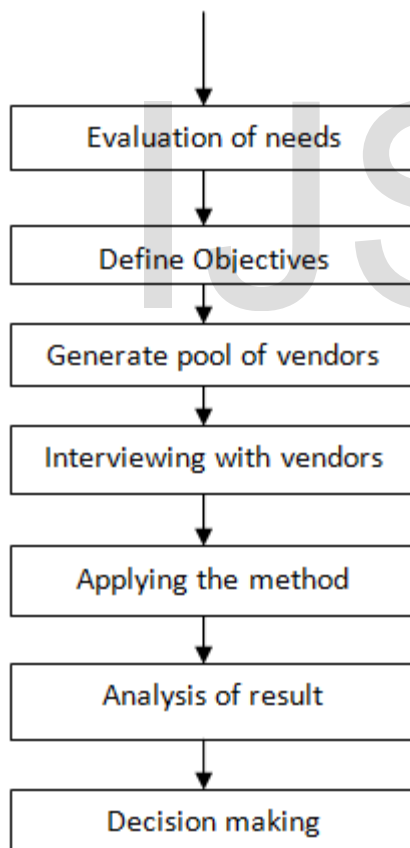 Evaluation of needs
Define Objectives
Generate pool of vendors
Interviewing with vendors
Applying the method
Analysis of result
Decision making